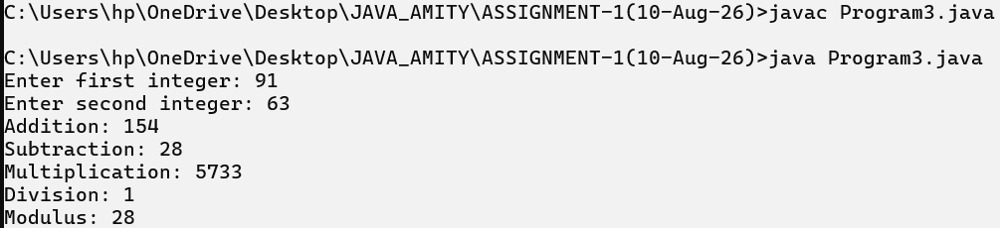 C:\Users\hp\OneDrive\Desktop\JAVA_AMITY\ASSIGNMENT-1(10-Aug-26)>javac Program3.java
C:\Users\hp\OneDrive\Desktop\JAVA_AMITY\ASSIGNMENT-1(10-Aug-26)>java Program3.java
Enter first integer: 91
Enter second integer: 63
Addition: 154
Subtraction: 28
Multiplication: 5733
Division: 1
Modulus: 28